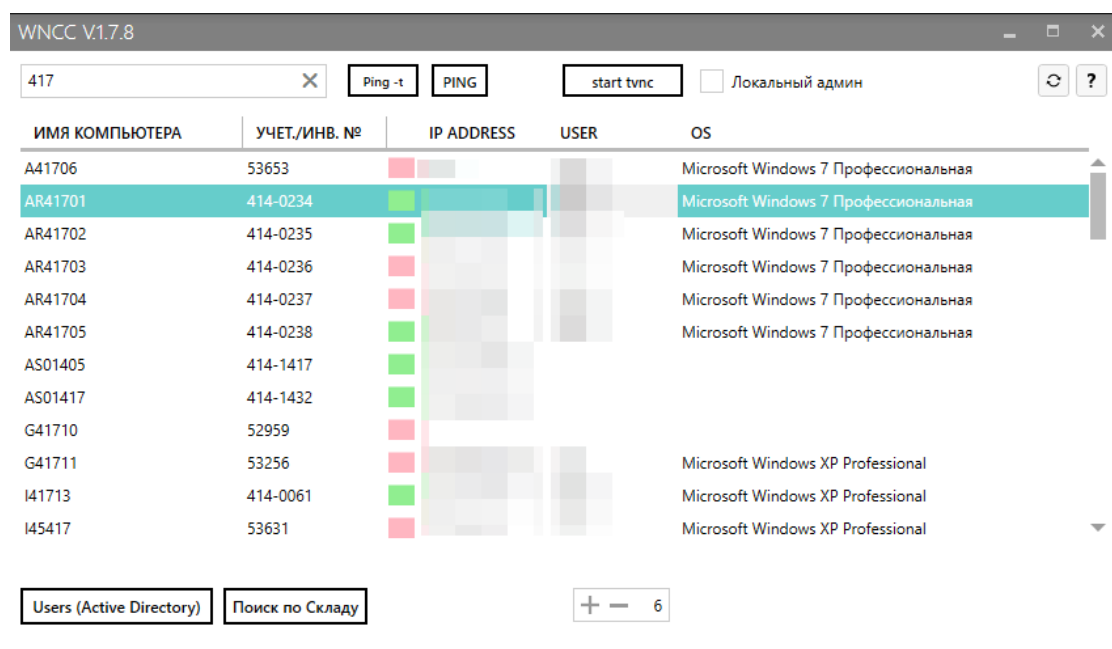 WNCC V.1.7.8
417 Ping -t PING start tvnc Локальный админ ?
ИМЯ КОМПЬЮТЕРА УЧЕТ./ИНВ. № IP ADDRESS USER OS
A41706 53653 Microsoft Windows 7 Профессиональная
AR41701 414-0234 Microsoft Windows 7 Профессиональная
AR41702 414-0235 Microsoft Windows 7 Профессиональная
AR41703 414-0236 Microsoft Windows 7 Профессиональная
AR41704 414-0237 Microsoft Windows 7 Профессиональная
AR41705 414-0238 Microsoft Windows 7 Профессиональная
AS01405 414-1417
AS01417 414-1432
G41710 52959
G41711 53256 Microsoft Windows XP Professional
I41713 414-0061 Microsoft Windows XP Professional
I45417 53631 Microsoft Windows XP Professional
Users (Active Directory) Поиск по Складу 6